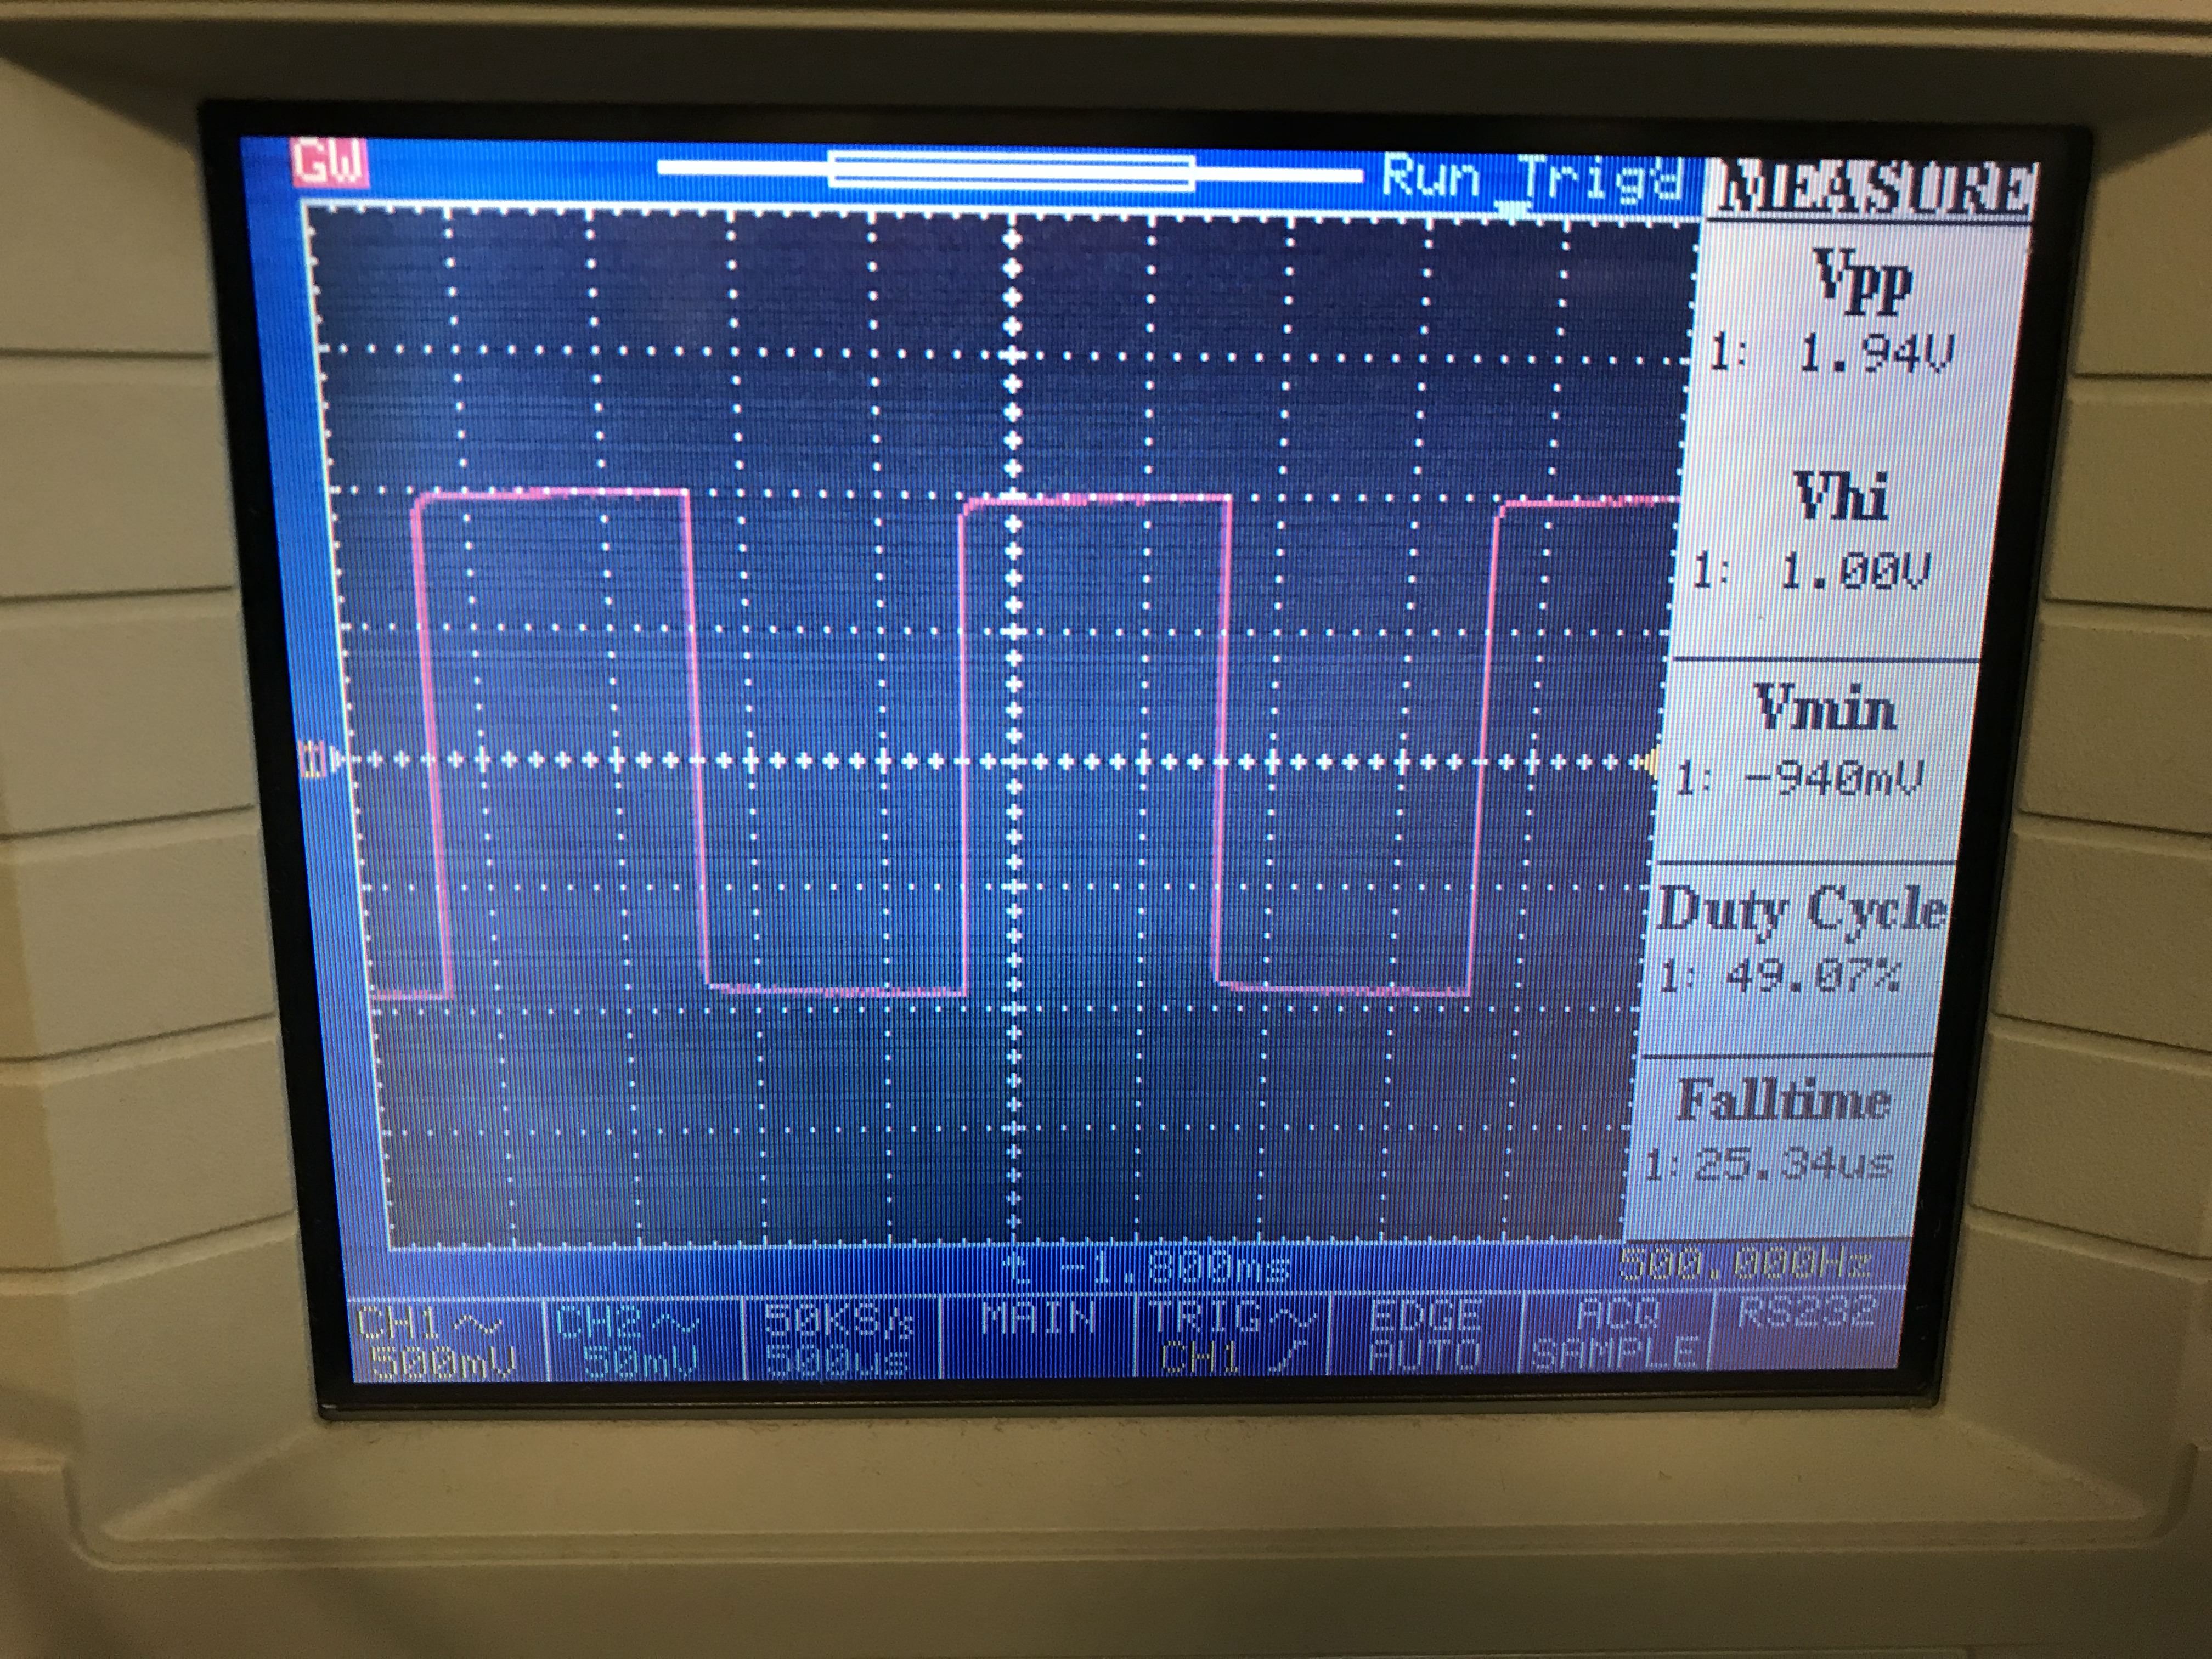 GW Run Trig'd MEASURE
Vpp
1: 1.94V
Vhi
1: 1.00V
Vmin
1: -940mV
Duty Cycle
1: 49.07%
Falltime
1: 25.34us
1
t -1.800ms 500.000Hz
CH1 CH2 50KS/s MAIN TRIG EDGE ACQ RS232
500mV 50mV 500us CH1 AUTO SAMPLE